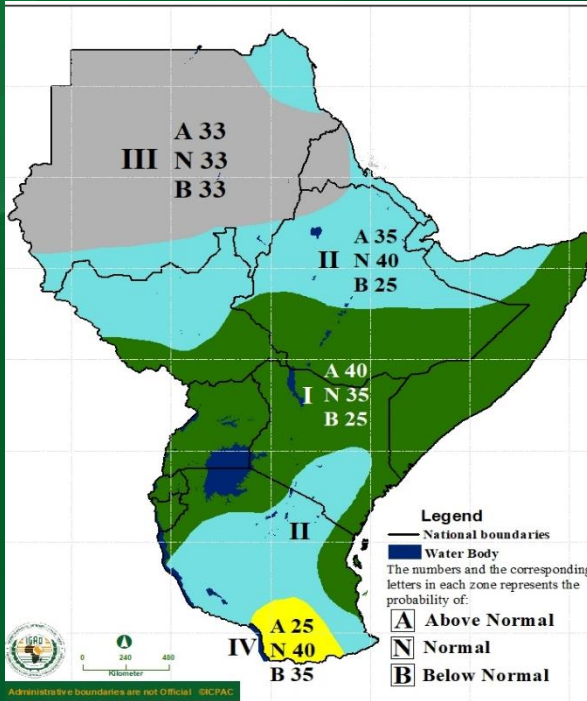 A 33
III N 33
B 33
A 35
II N 40
B 25
A 40
I N 35
B 25
II
A 25
IV N 40
B 35
Legend
National boundaries
Water Body
The numbers and the corresponding
letters in each zone represents the
probability of:
A Above Normal
N Normal
B Below Normal
IGAD
0 240 480
Kilometer
Administrative boundaries are not Official ©ICPAC